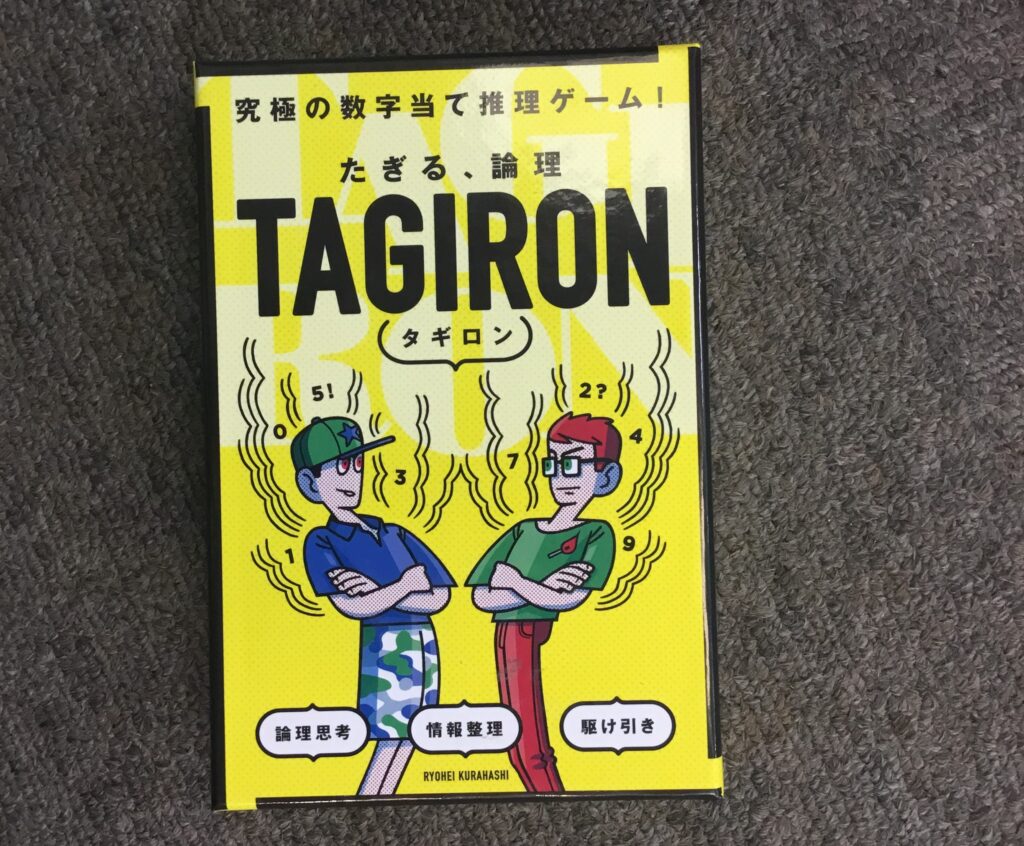 究極の数字当て推理ゲーム!
たぎる、論理
TAGIRON
タギロン
5!
2?
0
4
3
7
1
9
論理思考
情報整理
駆け引き
RYOHEI KURAHASHI
TAGI
RON